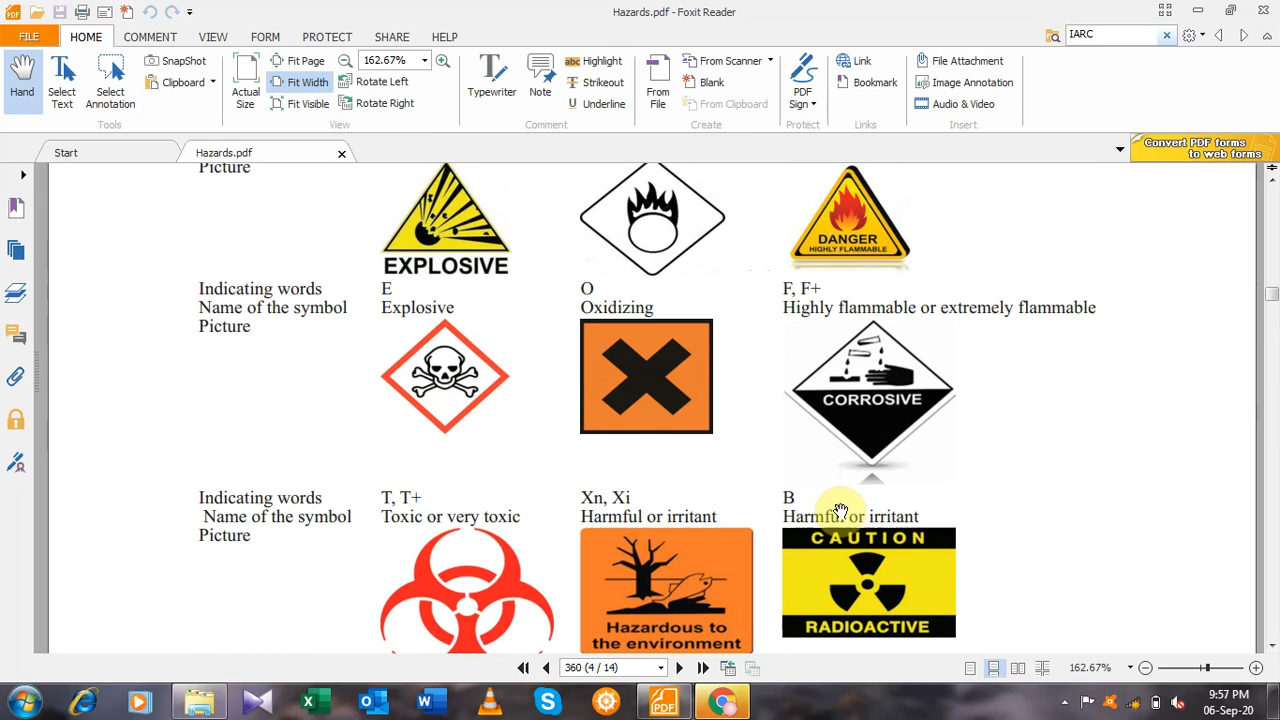 Hazards.pdf - Foxit Reader
FILE HOME COMMENT VIEW FORM PROTECT SHARE HELP IARC
Hand
Select Text
Select Annotation
SnapShot
Clipboard
Tools
Actual Size
Fit Page
Fit Width
Fit Visible
162.67%
Rotate Left
Rotate Right
View
Typewriter
Note
abc Highlight
Strikeout
U Underline
Comment
From File
From Scanner
Blank
From Clipboard
Create
PDF Sign
Protect
Link
Bookmark
Links
File Attachment
Image Annotation
Audio & Video
Insert
Start Hazards.pdf
Convert PDF forms
to web forms
Picture
EXPLOSIVE
DANGER
HIGHLY FLAMMABLE
Indicating words E O F, F+
Name of the symbol Explosive Oxidizing Highly flammable or extremely flammable
Picture
CORROSIVE
Indicating words T, T+ Xn, Xi B
Name of the symbol Toxic or very toxic Harmful or irritant Harmful or irritant
Picture
CAUTION
RADIOACTIVE
Hazardous to
the environment
360 (4 / 14) 162.67%
9:57 PM
06-Sep-20